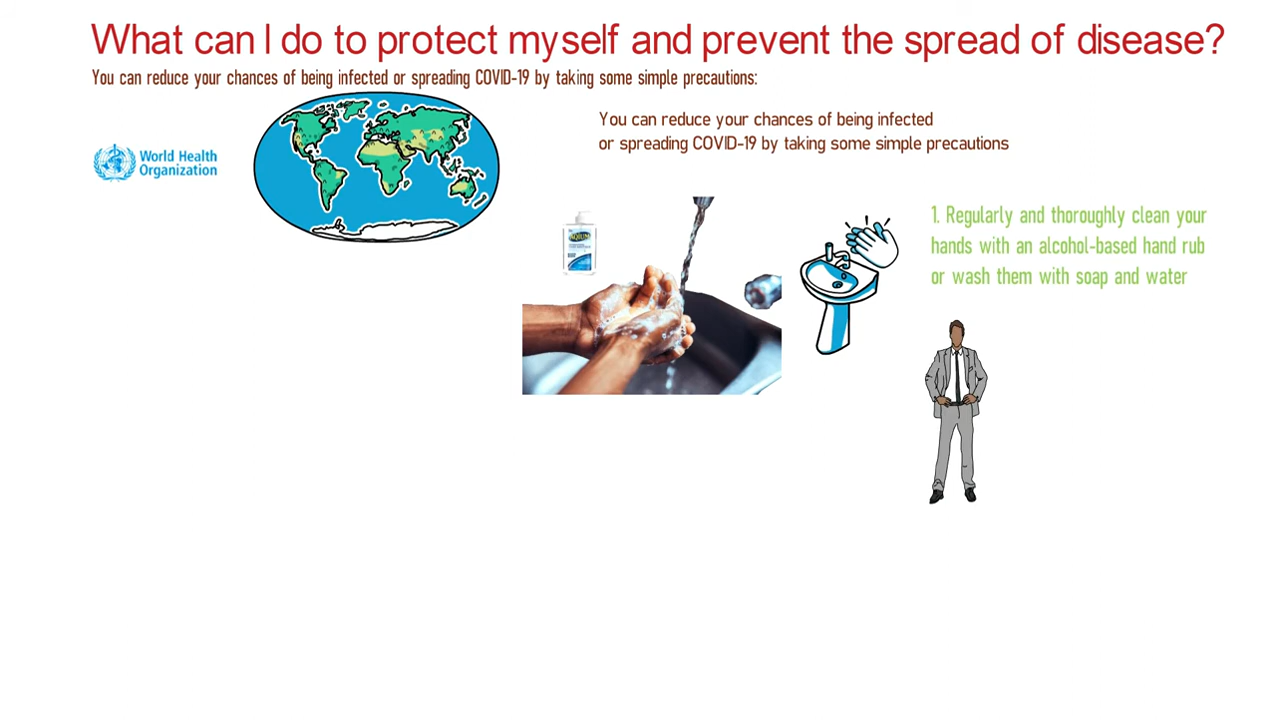 What can I do to protect myself and prevent the spread of disease?
You can reduce your chances of being infected or spreading COVID-19 by taking some simple precautions:
You can reduce your chances of being infected
or spreading COVID-19 by taking some simple precautions
World Health
Organization
1. Regularly and thoroughly clean your
hands with an alcohol-based hand rub
or wash them with soap and water